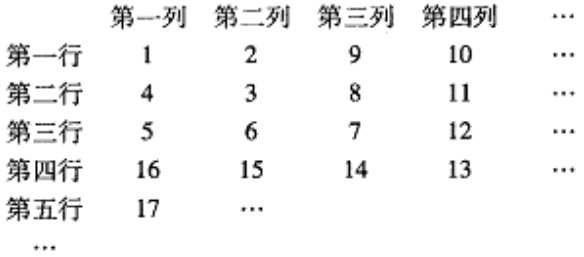 第一列 第二列 第三列 第四列 …
第一行 1 2 9 10 …
第二行 4 3 8 11 …
第三行 5 6 7 12 …
第四行 16 15 14 13 …
第五行 17 …
…